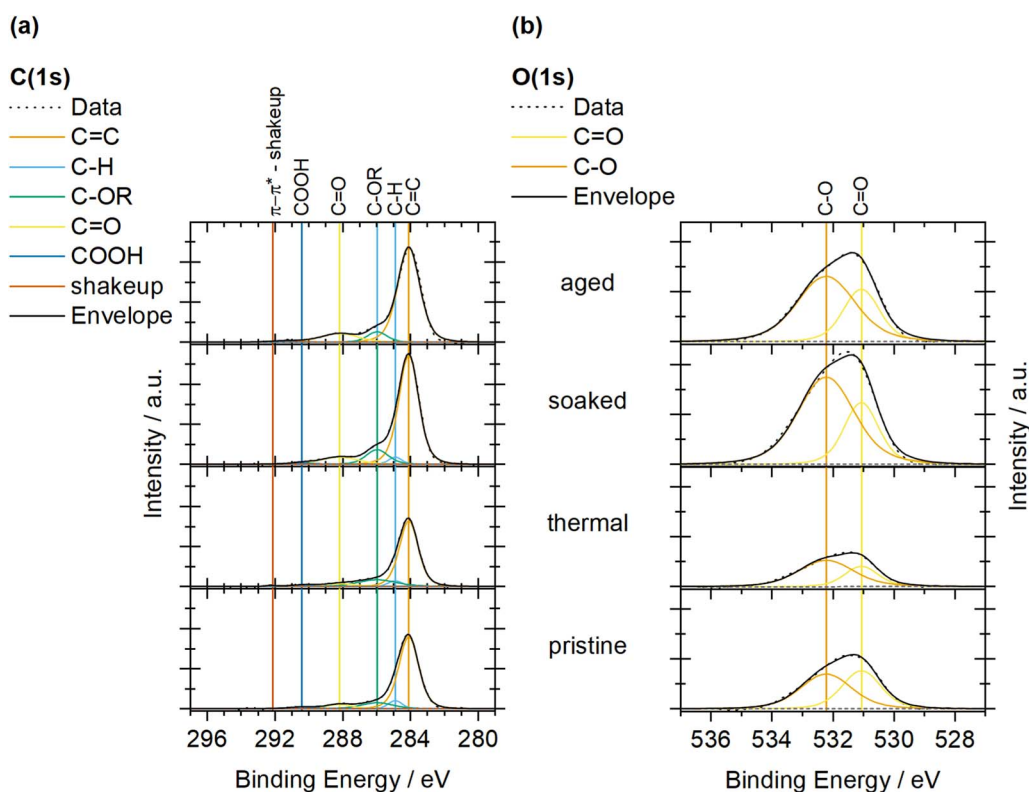 (a)
C(1s)
Data
C=C
C-H
C-OR
C=O
COOH
shakeup
Envelope
π–π* - shakeup
COOH
C=O
C-OR
C-H
C=C
Intensity / a.u.
296 292 288 284 280
Binding Energy / eV
(b)
O(1s)
Data
C=O
C-O
Envelope
C-O
C=O
aged
soaked
thermal
pristine
Intensity / a.u.
536 534 532 530 528
Binding Energy / eV